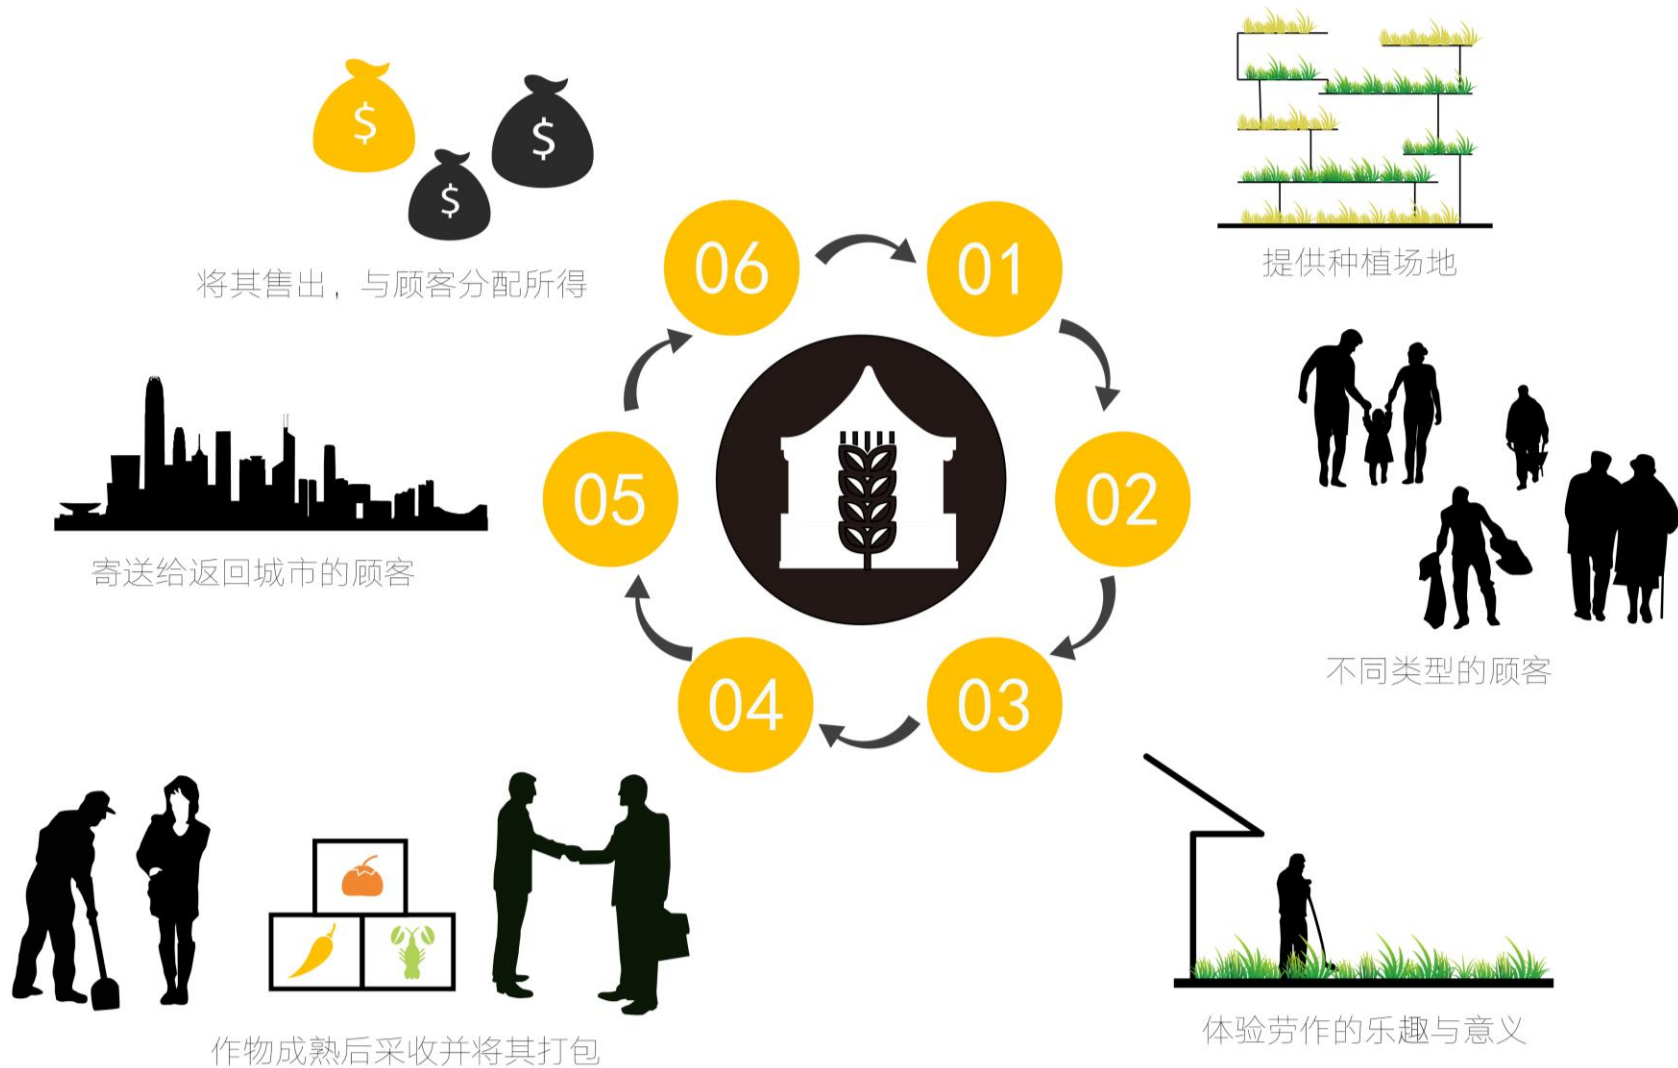 $
$
$
将其售出，与顾客分配所得
提供种植场地
06
01
05
02
寄送给返回城市的顾客
不同类型的顾客
04
03
作物成熟后采收并将其打包
体验劳作的乐趣与意义